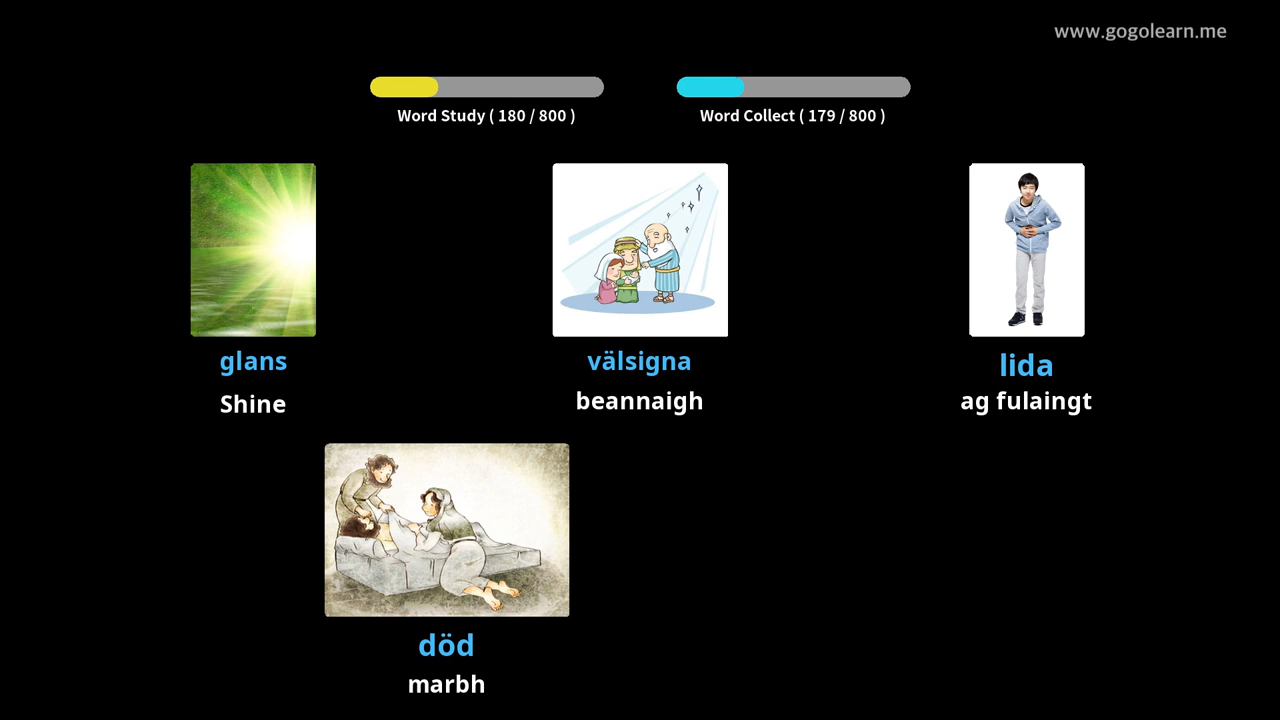 www.gogolearn.me
Word Study ( 180 / 800 )
Word Collect ( 179 / 800 )
glans
Shine
välsigna
beannaigh
lida
ag fulaingt
död
marbh